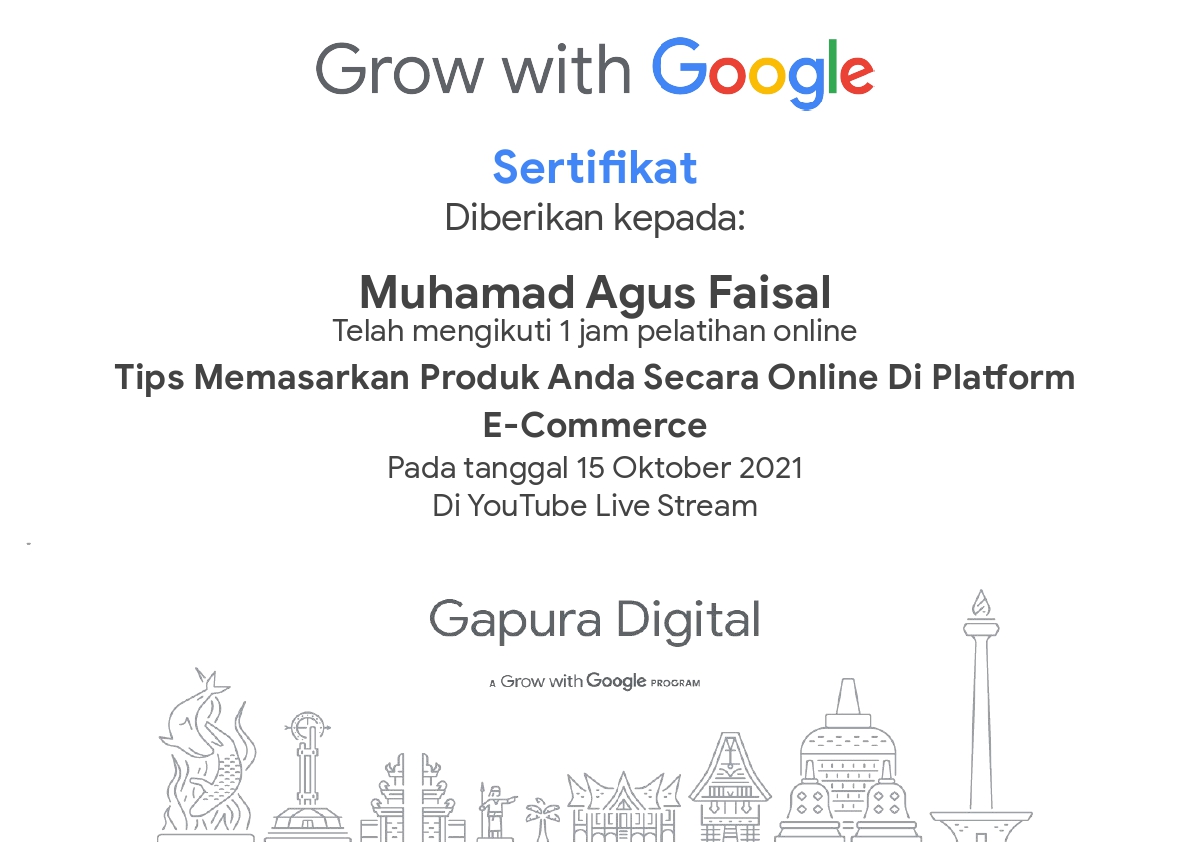 Grow with Google
Sertifikat
Diberikan kepada:
Muhamad Agus Faisal
Telah mengikuti 1 jam pelatihan online
Tips Memasarkan Produk Anda Secara Online Di Platform
E-Commerce
Pada tanggal 15 Oktober 2021
Di YouTube Live Stream
Gapura Digital
A Grow with Google PROGRAM